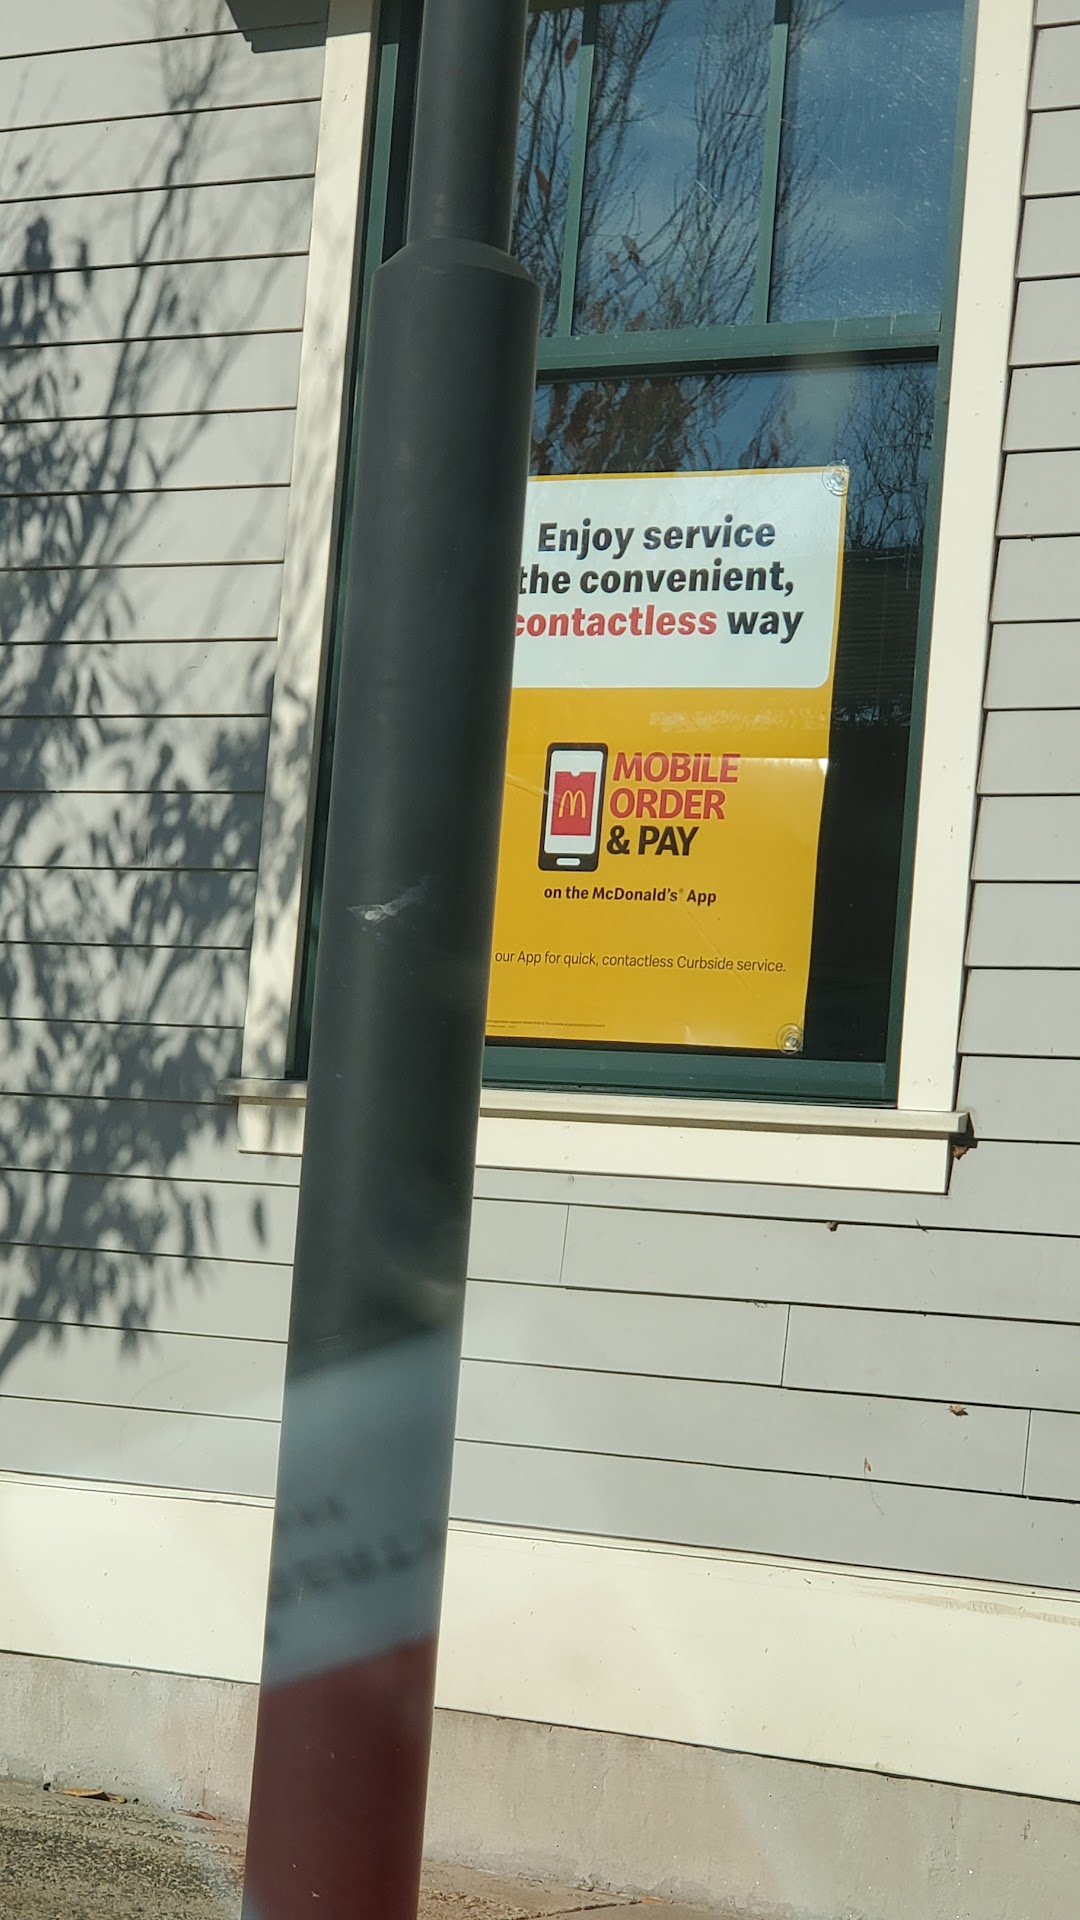 Enjoy service
the convenient,
contactless way
MOBILE
ORDER
& PAY
on the McDonald's® App
our App for quick, contactless Curbside service.